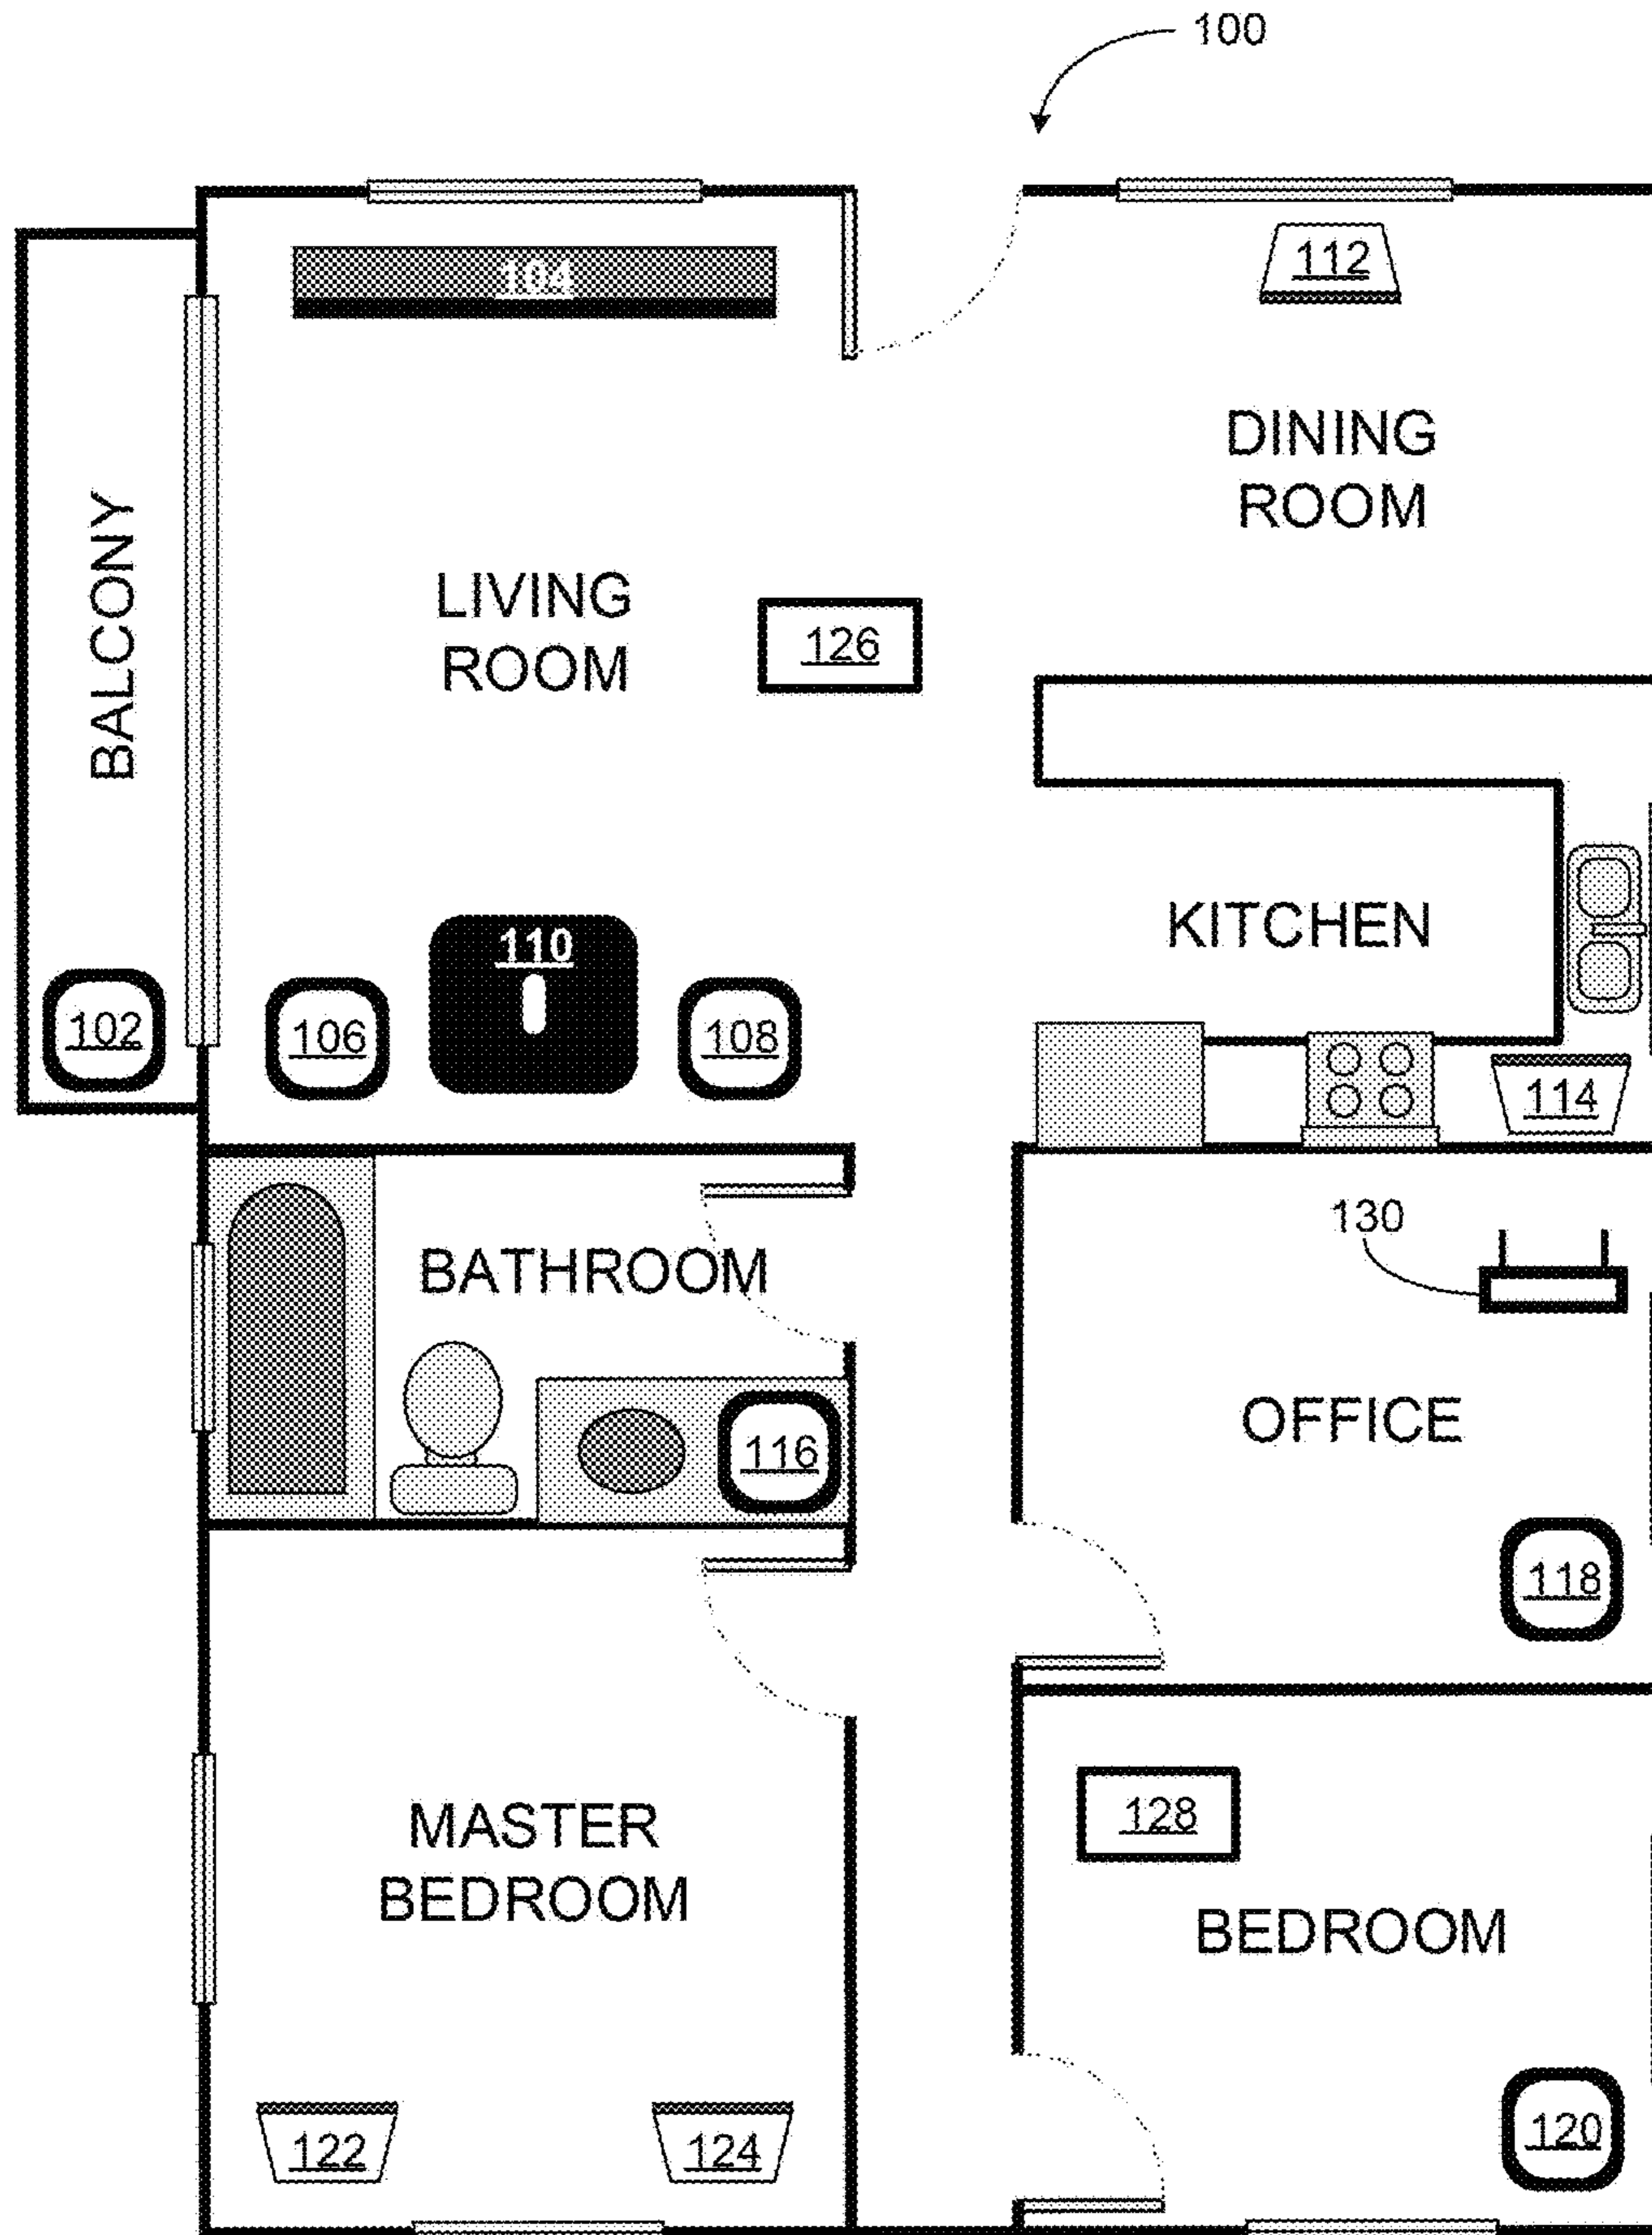 100
104
112
DINING
ROOM
BALCONY
LIVING
ROOM
126
KITCHEN
110
102
106
108
114
130
BATHROOM
OFFICE
116
118
128
MASTER
BEDROOM
BEDROOM
122
124
120